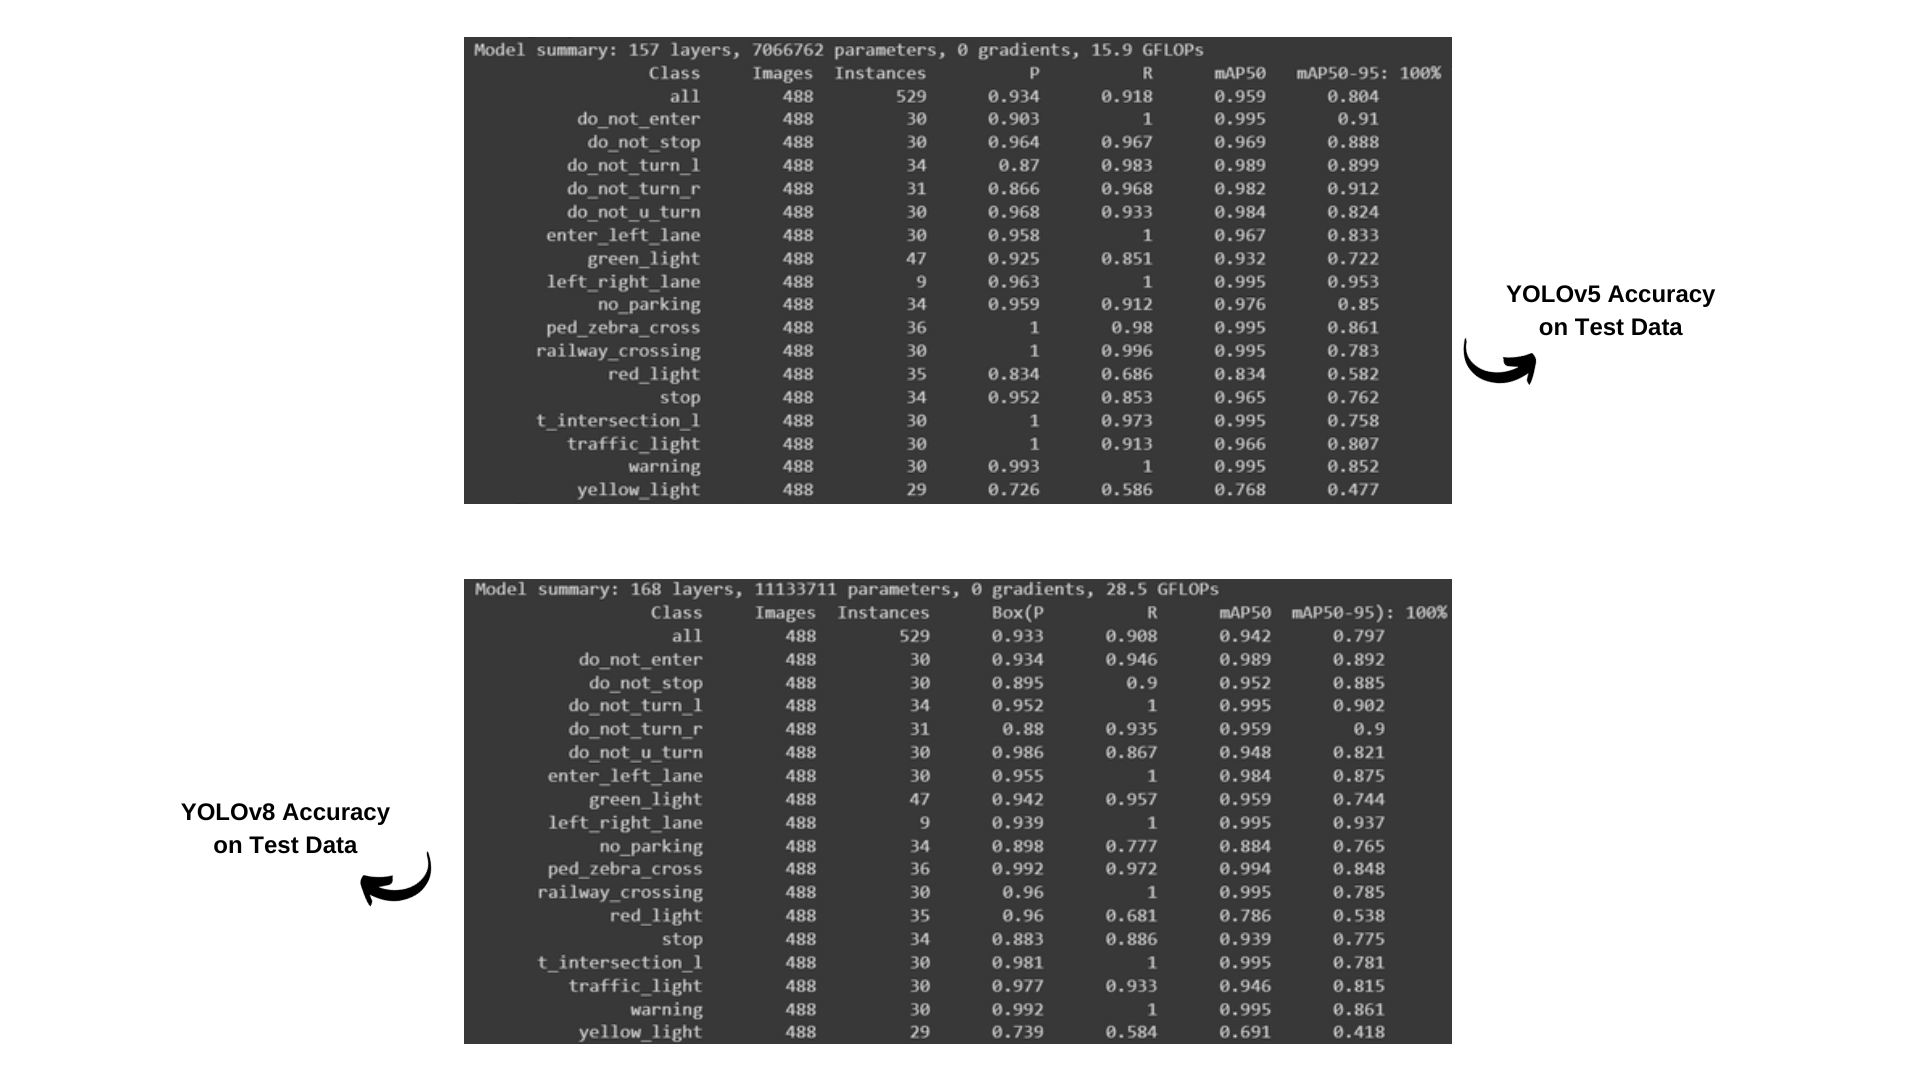 Model summary: 157 layers, 7066762 parameters, 0 gradients, 15.9 GFLOPs
Class Images Instances P R mAP50 mAP50-95: 100%
all 488 529 0.934 0.918 0.959 0.804
do_not_enter 488 30 0.903 1 0.995 0.91
do_not_stop 488 30 0.964 0.967 0.969 0.888
do_not_turn_l 488 34 0.87 0.983 0.989 0.899
do_not_turn_r 488 31 0.866 0.968 0.982 0.912
do_not_u_turn 488 30 0.968 0.933 0.984 0.824
enter_left_lane 488 30 0.958 1 0.967 0.833
green_light 488 47 0.925 0.851 0.932 0.722
left_right_lane 488 9 0.963 1 0.995 0.953
no_parking 488 34 0.959 0.912 0.976 0.85
ped_zebra_cross 488 36 1 0.98 0.995 0.861
railway_crossing 488 30 1 0.996 0.995 0.783
red_light 488 35 0.834 0.686 0.834 0.582
stop 488 34 0.952 0.853 0.965 0.762
t_intersection_l 488 30 1 0.973 0.995 0.758
traffic_light 488 30 1 0.913 0.966 0.807
warning 488 30 0.993 1 0.995 0.852
yellow_light 488 29 0.726 0.586 0.768 0.477
YOLOv5 Accuracy
on Test Data
Model summary: 168 layers, 11133711 parameters, 0 gradients, 28.5 GFLOPs
Class Images Instances Box(P R mAP50 mAP50-95): 100%
all 488 529 0.933 0.908 0.942 0.797
do_not_enter 488 30 0.934 0.946 0.989 0.892
do_not_stop 488 30 0.895 0.9 0.952 0.885
do_not_turn_l 488 34 0.952 1 0.995 0.902
do_not_turn_r 488 31 0.88 0.935 0.959 0.9
do_not_u_turn 488 30 0.986 0.867 0.948 0.821
enter_left_lane 488 30 0.955 1 0.984 0.875
green_light 488 47 0.942 0.957 0.959 0.744
left_right_lane 488 9 0.939 1 0.995 0.937
no_parking 488 34 0.898 0.777 0.884 0.765
ped_zebra_cross 488 36 0.992 0.972 0.994 0.848
railway_crossing 488 30 0.96 1 0.995 0.785
red_light 488 35 0.96 0.681 0.786 0.538
stop 488 34 0.883 0.886 0.939 0.775
t_intersection_l 488 30 0.981 1 0.995 0.781
traffic_light 488 30 0.977 0.933 0.946 0.815
warning 488 30 0.992 1 0.995 0.861
yellow_light 488 29 0.739 0.584 0.691 0.418
YOLOv8 Accuracy
on Test Data